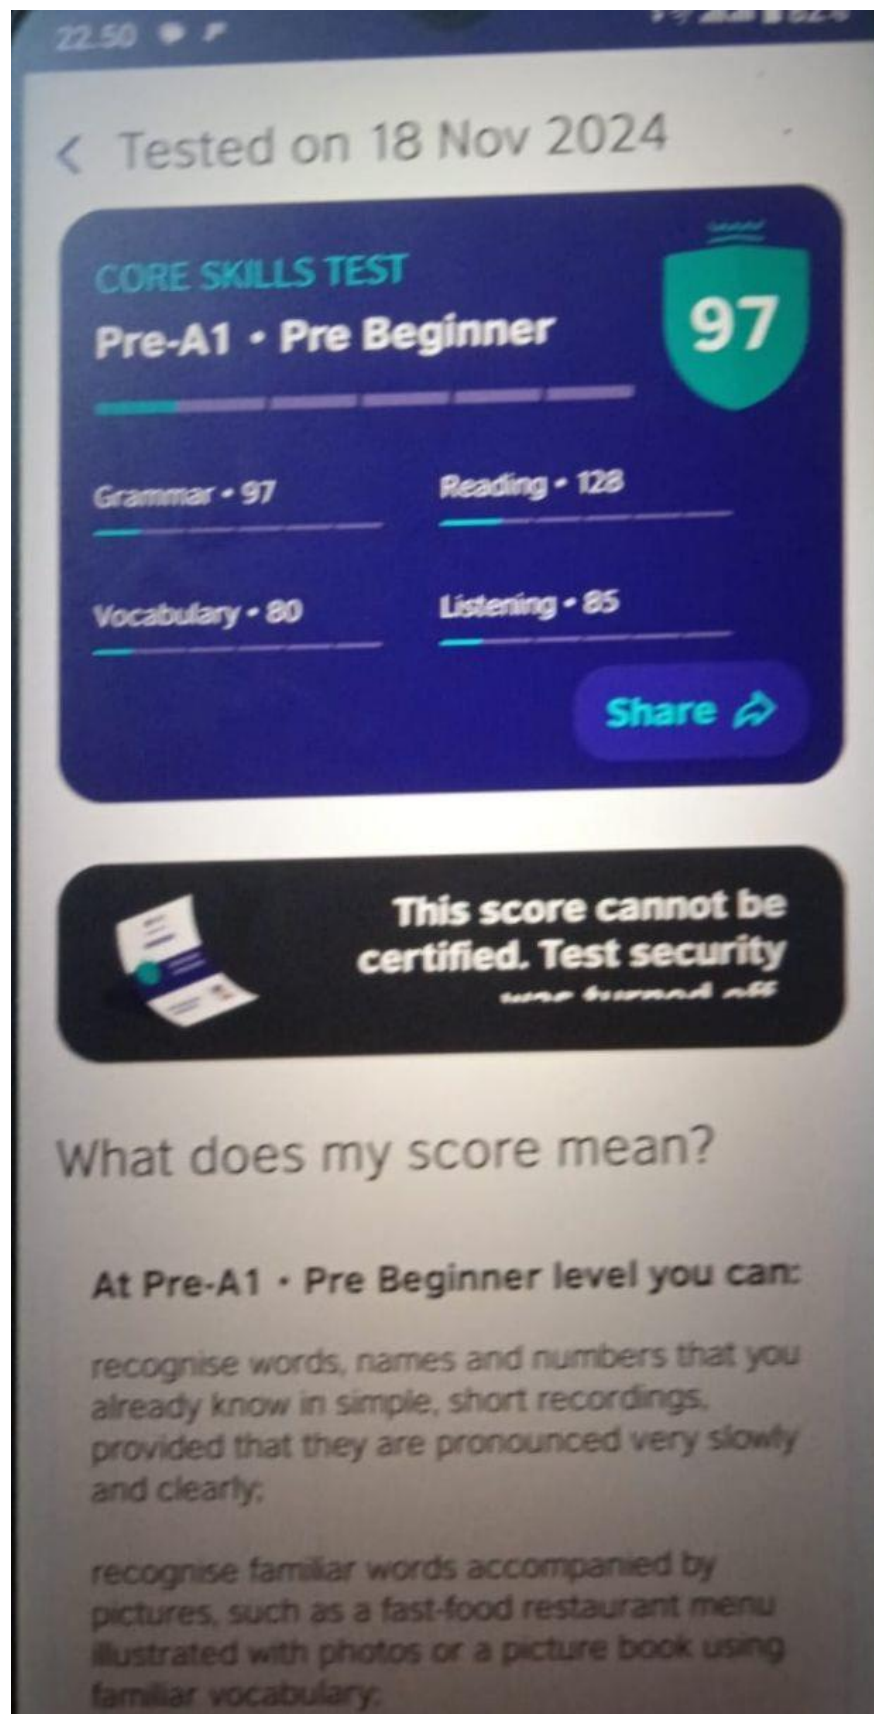 22.50
Tested on 18 Nov 2024
CORE SKILLS TEST
Pre-A1 • Pre Beginner
97
Grammar • 97
Reading • 128
Vocabulary • 80
Listening • 85
Share
This score cannot be
certified. Test security
was turned off
What does my score mean?
At Pre-A1 • Pre Beginner level you can:
recognise words, names and numbers that you
already know in simple, short recordings,
provided that they are pronounced very slowly
and clearly;
recognise familiar words accompanied by
pictures, such as a fast-food restaurant menu
illustrated with photos or a picture book using
familiar vocabulary;